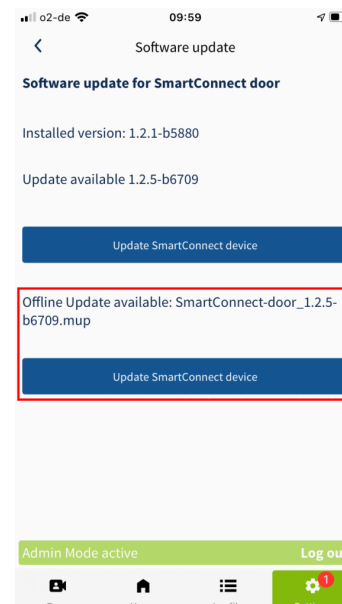 o2-de 09:59
Software update
Software update for SmartConnect door
Installed version: 1.2.1-b5880
Update available 1.2.5-b6709
Update SmartConnect device
Offline Update available: SmartConnect-door_1.2.5-
b6709.mup
Update SmartConnect device
Admin Mode active Log ou
1